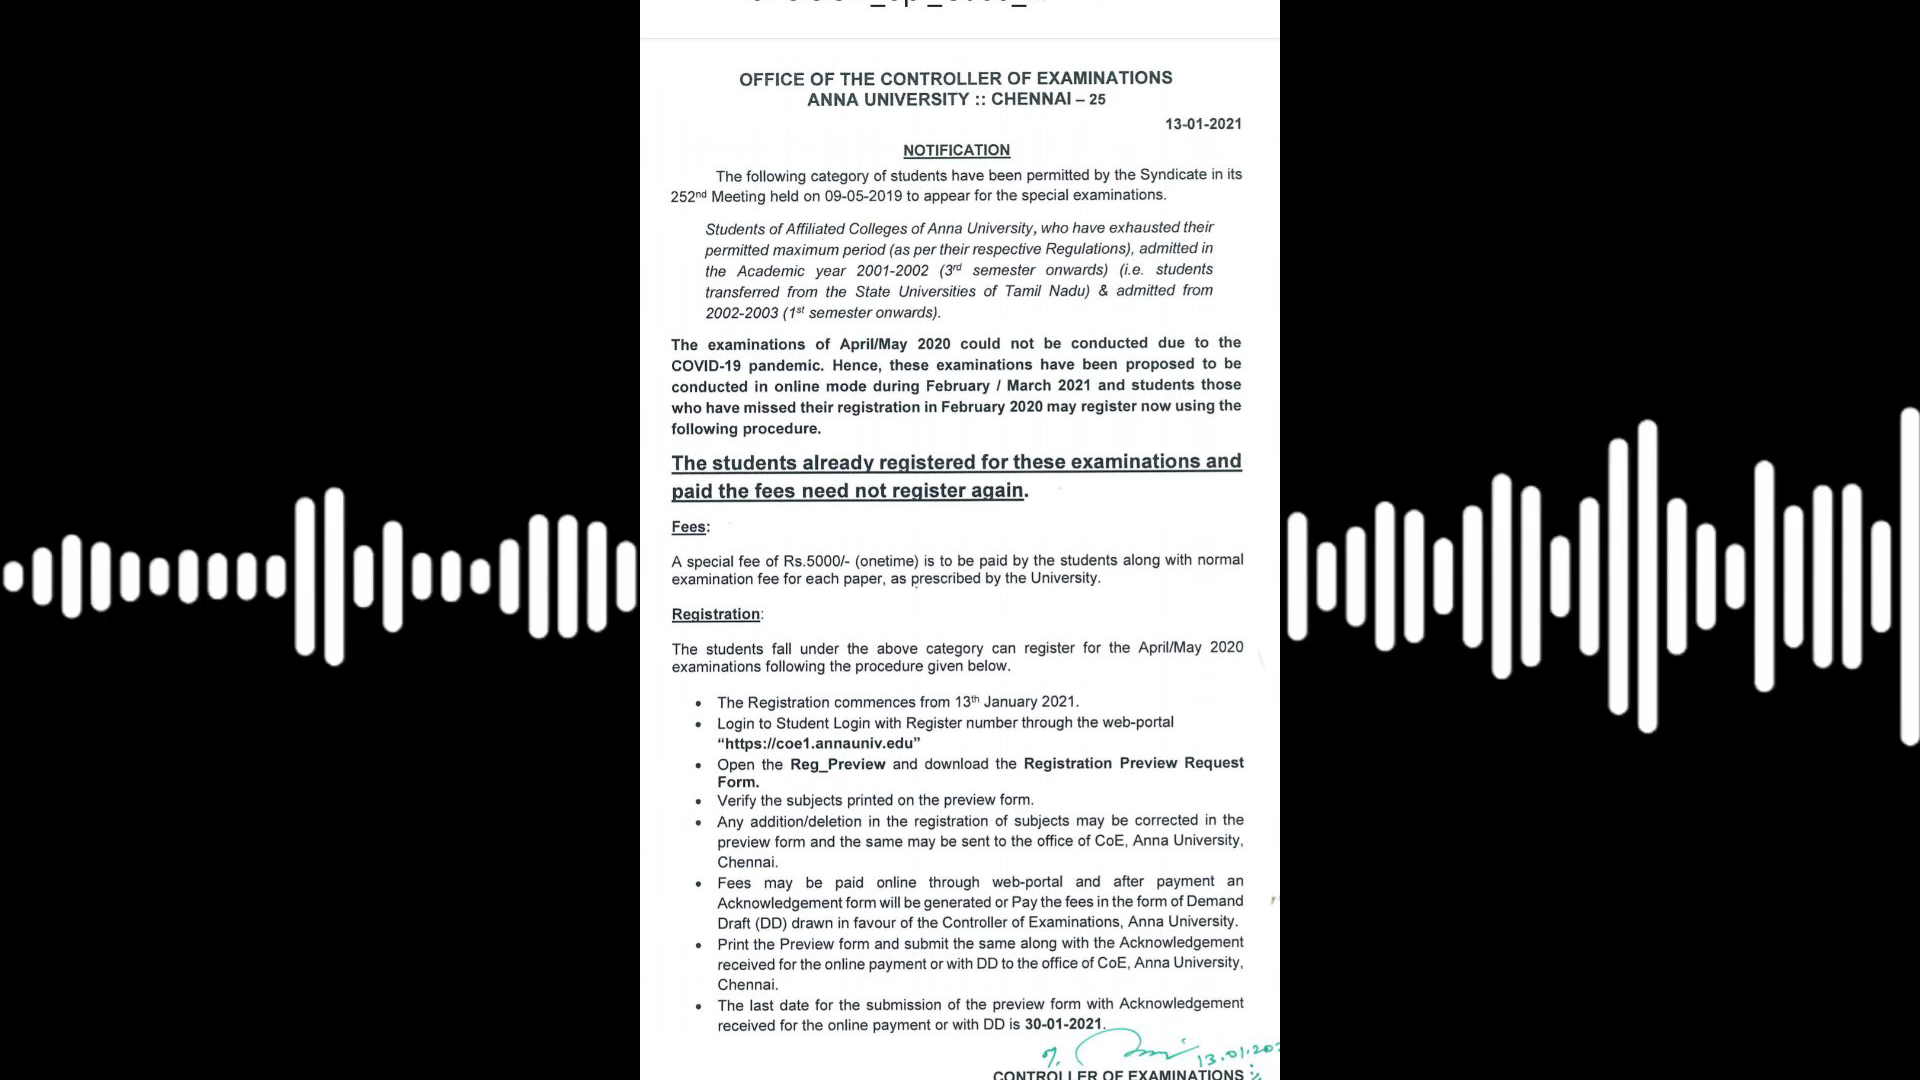 OFFICE OF THE CONTROLLER OF EXAMINATIONS
ANNA UNIVERSITY :: CHENNAI – 25
13-01-2021
NOTIFICATION
The following category of students have been permitted by the Syndicate in its
252nd Meeting held on 09-05-2019 to appear for the special examinations.
Students of Affiliated Colleges of Anna University, who have exhausted their
permitted maximum period (as per their respective Regulations), admitted in
the Academic year 2001-2002 (3rd semester onwards) (i.e. students
transferred from the State Universities of Tamil Nadu) & admitted from
2002-2003 (1st semester onwards).
The examinations of April/May 2020 could not be conducted due to the
COVID-19 pandemic. Hence, these examinations have been proposed to be
conducted in online mode during February / March 2021 and students those
who have missed their registration in February 2020 may register now using the
following procedure.
The students already registered for these examinations and
paid the fees need not register again.
Fees:
A special fee of Rs.5000/- (onetime) is to be paid by the students along with normal
examination fee for each paper, as prescribed by the University.
Registration:
The students fall under the above category can register for the April/May 2020
examinations following the procedure given below.
• The Registration commences from 13th January 2021.
• Login to Student Login with Register number through the web-portal
“https://coe1.annauniv.edu”
• Open the Reg_Preview and download the Registration Preview Request
Form.
• Verify the subjects printed on the preview form.
• Any addition/deletion in the registration of subjects may be corrected in the
preview form and the same may be sent to the office of CoE, Anna University,
Chennai.
• Fees may be paid online through web-portal and after payment an
Acknowledgement form will be generated or Pay the fees in the form of Demand
Draft (DD) drawn in favour of the Controller of Examinations, Anna University.
• Print the Preview form and submit the same along with the Acknowledgement
received for the online payment or with DD to the office of CoE, Anna University,
Chennai.
• The last date for the submission of the preview form with Acknowledgement
received for the online payment or with DD is 30-01-2021.
13.01.202
CONTROLLER OF EXAMINATIONS